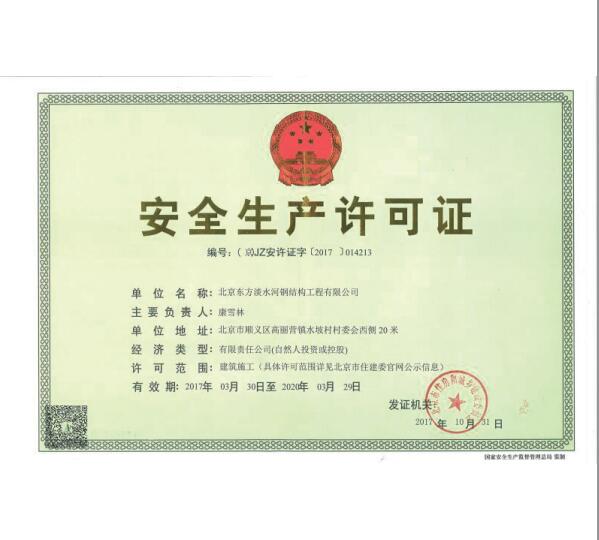 安全生产许可证
编号：（京）JZ安许证字〔2017 〕014213
单位名称：北京东方淡水河钢结构工程有限公司
主要负责人：康雪林
单位地址：北京市顺义区高丽营镇水坡村村委会西侧20米
经济类型：有限责任公司(自然人投资或控股)
许可范围：建筑施工（具体许可范围详见北京市住建委官网公示信息）
有效期：2017年 03月 30日至 2020年 03月 29日
发证机关：
2017 年 10 月 31 日
国家安全生产监督管理总局 监制